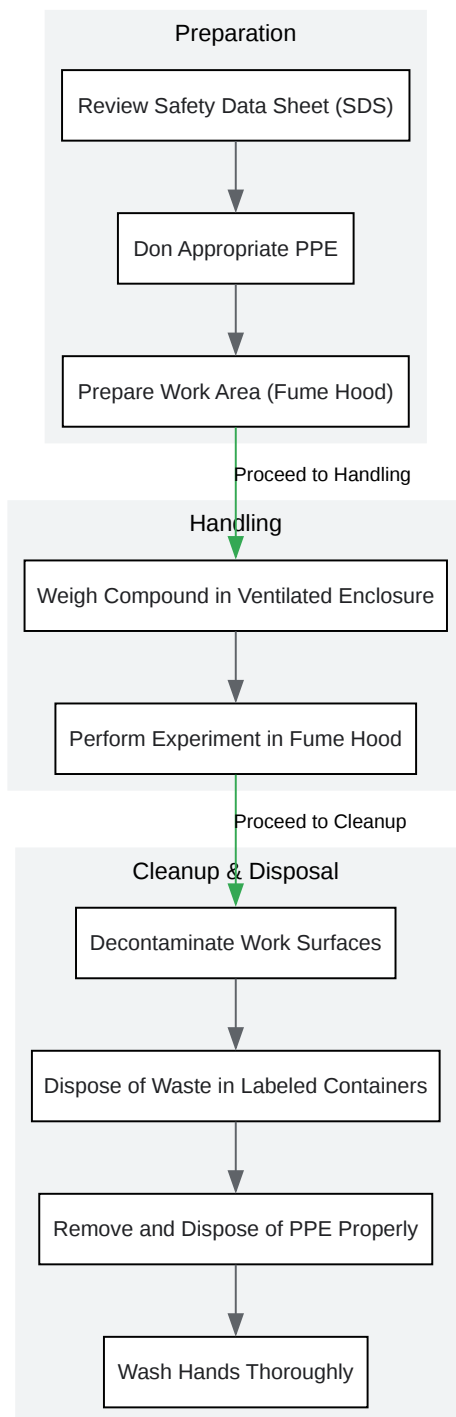 Preparation
Review Safety Data Sheet (SDS)
Don Appropriate PPE
Prepare Work Area (Fume Hood)
Proceed to Handling
Handling
Weigh Compound in Ventilated Enclosure
Perform Experiment in Fume Hood
Proceed to Cleanup
Cleanup & Disposal
Decontaminate Work Surfaces
Dispose of Waste in Labeled Containers
Remove and Dispose of PPE Properly
Wash Hands Thoroughly